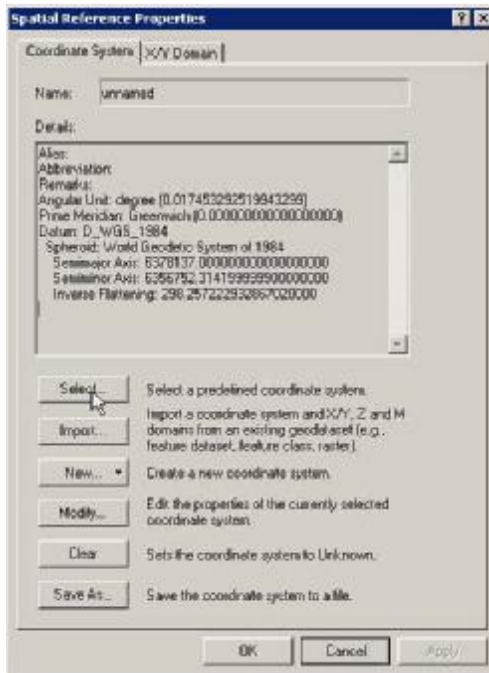 Spatial Reference Properties
Coordinate System
X/Y Domain
Name:
unnamed
Details:
Alias:
Abbreviation:
Remarks:
Angular Unit: degree (0.017453292519943299)
Prime Meridian: Greenwich (0.000000000000000000)
Datum: D_WGS_1984
Spheroid: World Geodetic System of 1984
Semimajor Axis: 6378137.000000000000000000
Semiminor Axis: 6356752.314199999900000000
Inverse Flattening: 298.257222932867020000
Select...
Select a predefined coordinate system.
Import...
Import a coordinate system and X/Y, Z and M
domains from an existing geodataset (e.g.,
feature dataset, feature class, raster).
New...
Create a new coordinate system.
Modify...
Edit the properties of the currently selected
coordinate system.
Clear
Sets the coordinate system to Unknown.
Save As...
Save the coordinate system to a file.
OK
Cancel
Apply